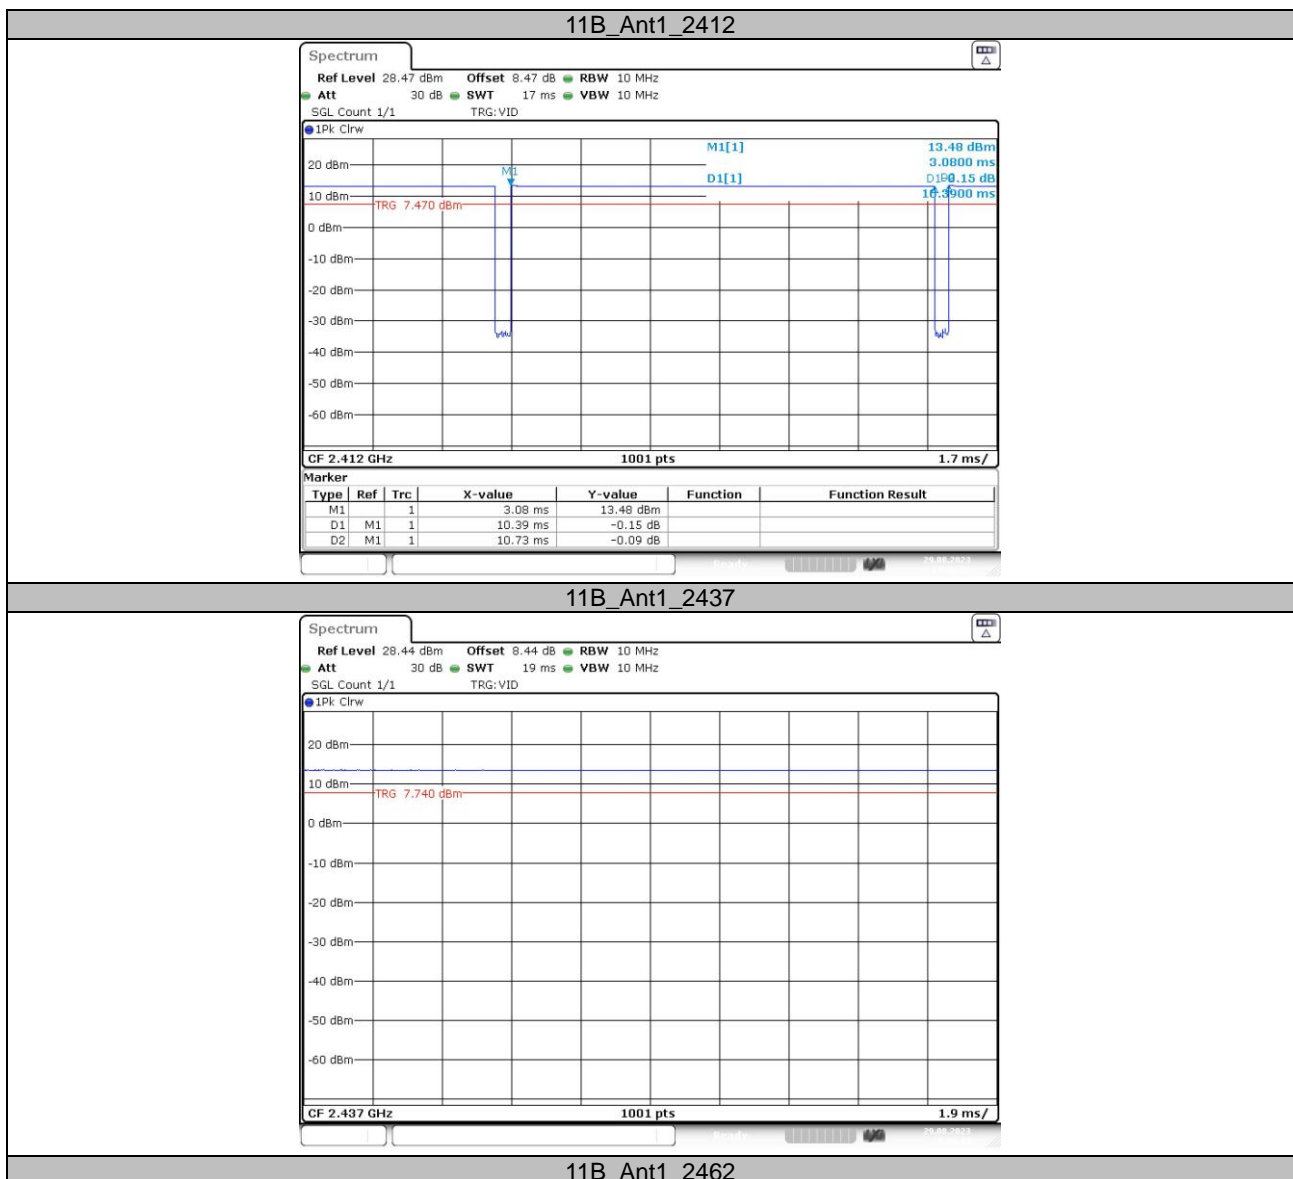 11B_Ant1_2412
Spectrum
Ref Level 28.47 dBm Offset 8.47 dB RBW 10 MHz
Att 30 dB SWT 17 ms VBW 10 MHz
SGL Count 1/1 TRG:VID
1Pk Clrw
M1[1] 13.48 dBm
3.0800 ms
D1[1] -0.15 dB
10.3900 ms
M1
D1
20 dBm
10 dBm
TRG 7.470 dBm
0 dBm
-10 dBm
-20 dBm
-30 dBm
-40 dBm
-50 dBm
-60 dBm
CF 2.412 GHz 1001 pts 1.7 ms/
Marker
Type Ref Trc X-value Y-value Function Function Result
M1 1 3.08 ms 13.48 dBm
D1 M1 1 10.39 ms -0.15 dB
D2 M1 1 10.73 ms -0.09 dB
Ready
11B_Ant1_2437
Spectrum
Ref Level 28.44 dBm Offset 8.44 dB RBW 10 MHz
Att 30 dB SWT 19 ms VBW 10 MHz
SGL Count 1/1 TRG:VID
1Pk Clrw
20 dBm
10 dBm
TRG 7.740 dBm
0 dBm
-10 dBm
-20 dBm
-30 dBm
-40 dBm
-50 dBm
-60 dBm
CF 2.437 GHz 1001 pts 1.9 ms/
Ready
11B_Ant1_2462